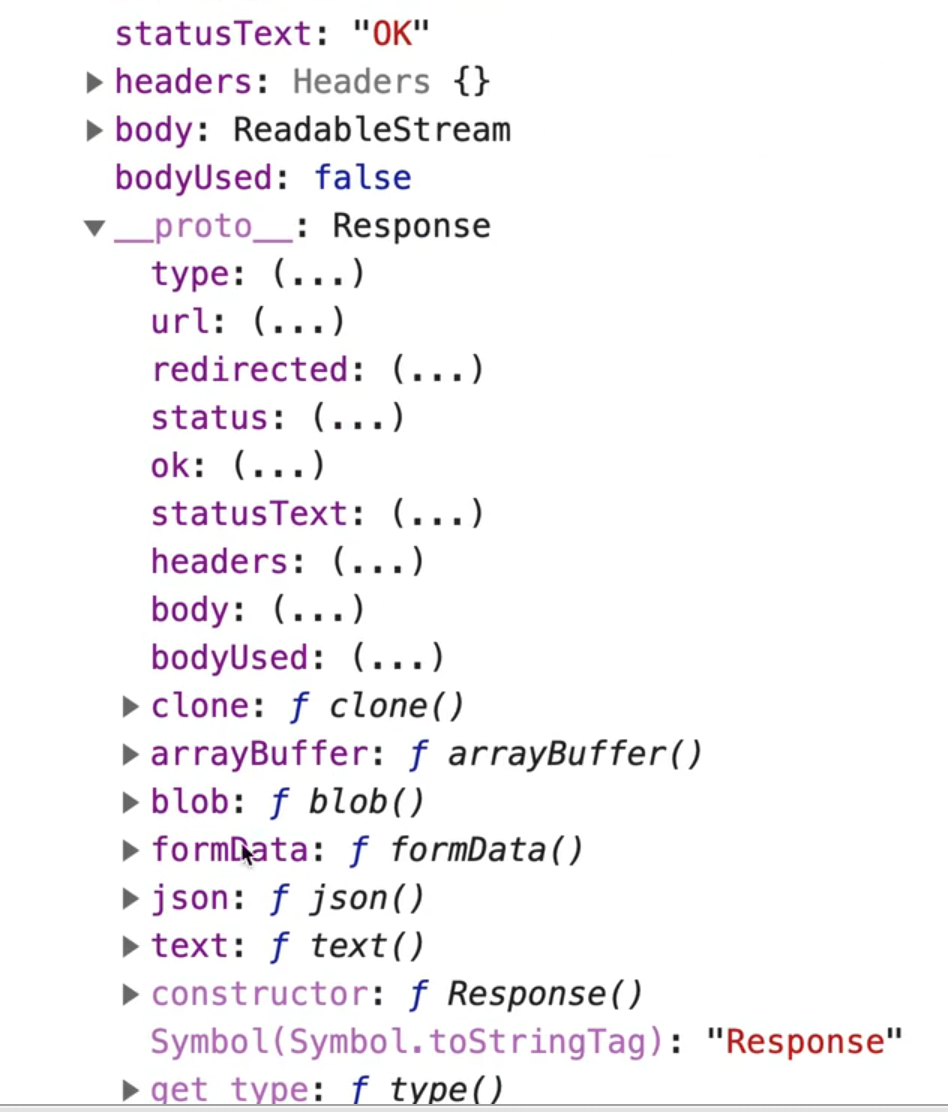 statusText: "OK"
▶ headers: Headers {}
▶ body: ReadableStream
bodyUsed: false
▼ __proto__: Response
type: (...)
url: (...)
redirected: (...)
status: (...)
ok: (...)
statusText: (...)
headers: (...)
body: (...)
bodyUsed: (...)
▶ clone: ƒ clone()
▶ arrayBuffer: ƒ arrayBuffer()
▶ blob: ƒ blob()
▶ formData: ƒ formData()
▶ json: ƒ json()
▶ text: ƒ text()
▶ constructor: ƒ Response()
Symbol(Symbol.toStringTag): "Response"
▶ get type: ƒ type()